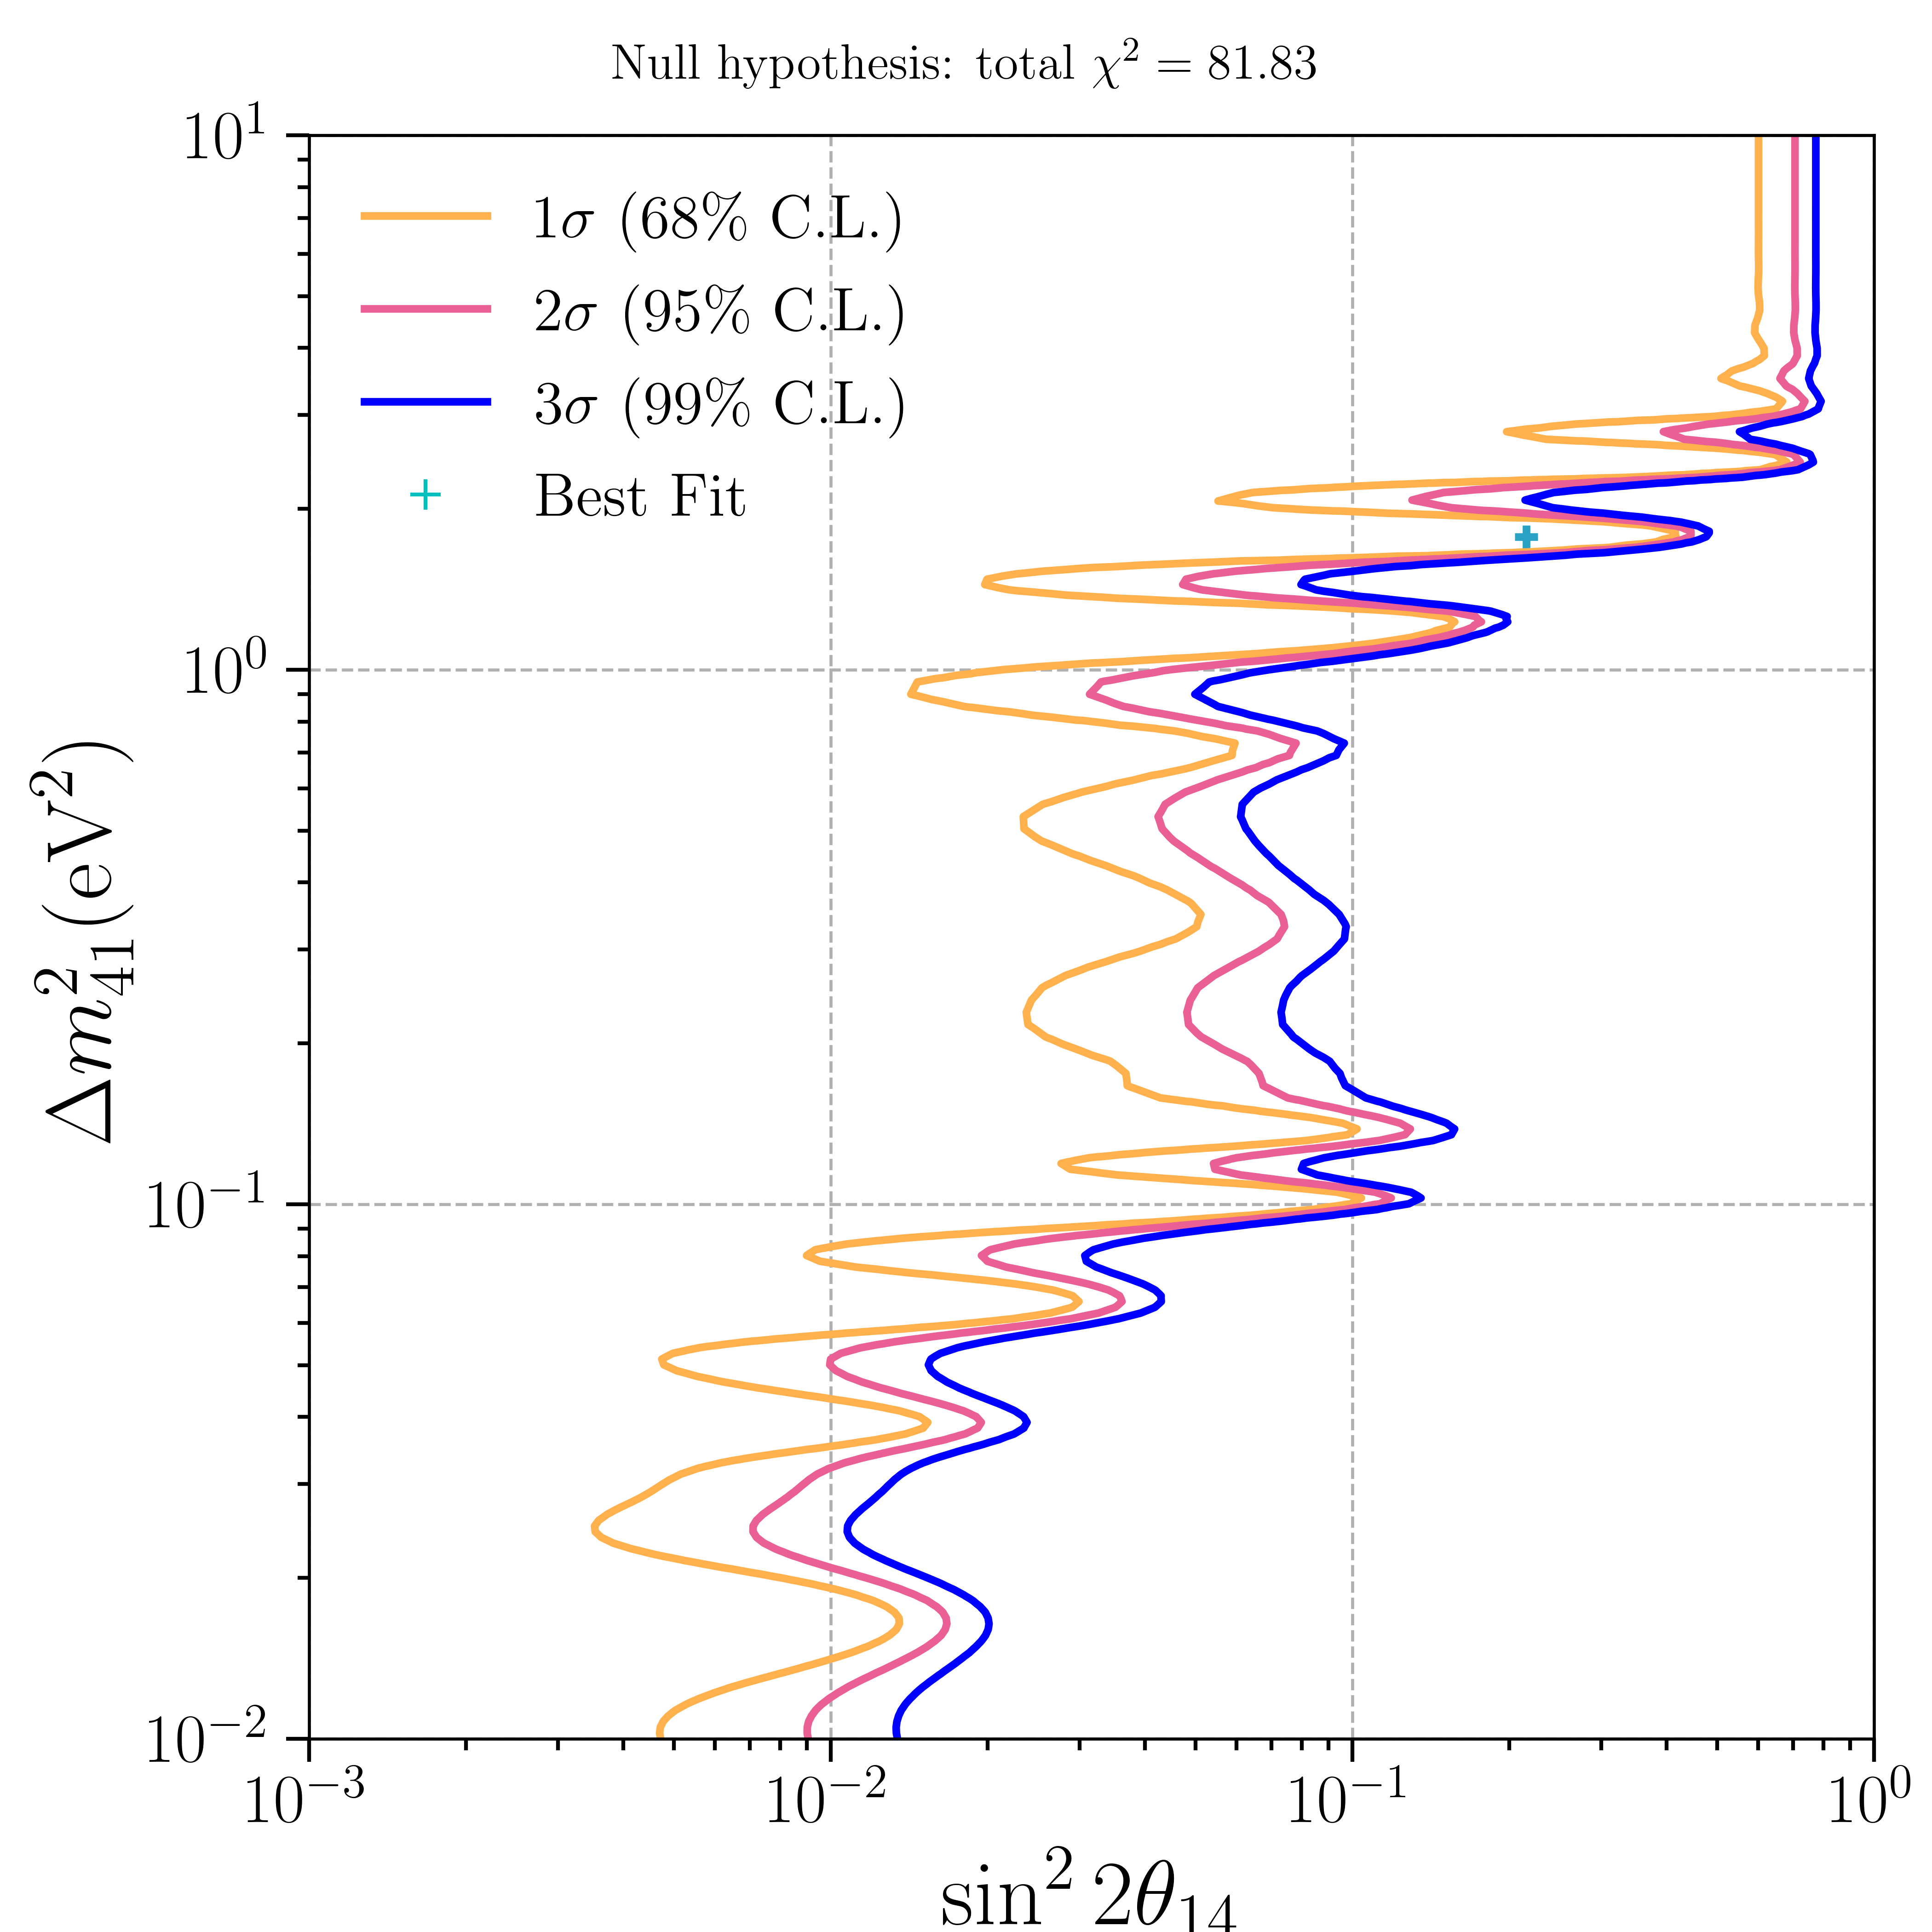 Null hypothesis: total χ² = 81.83
10¹
1σ (68% C.L.)
2σ (95% C.L.)
3σ (99% C.L.)
Best Fit
10⁰
Δm²₄₁(eV²)
10⁻¹
10⁻²
10⁻³ 10⁻² 10⁻¹ 10⁰
sin² 2θ₁₄